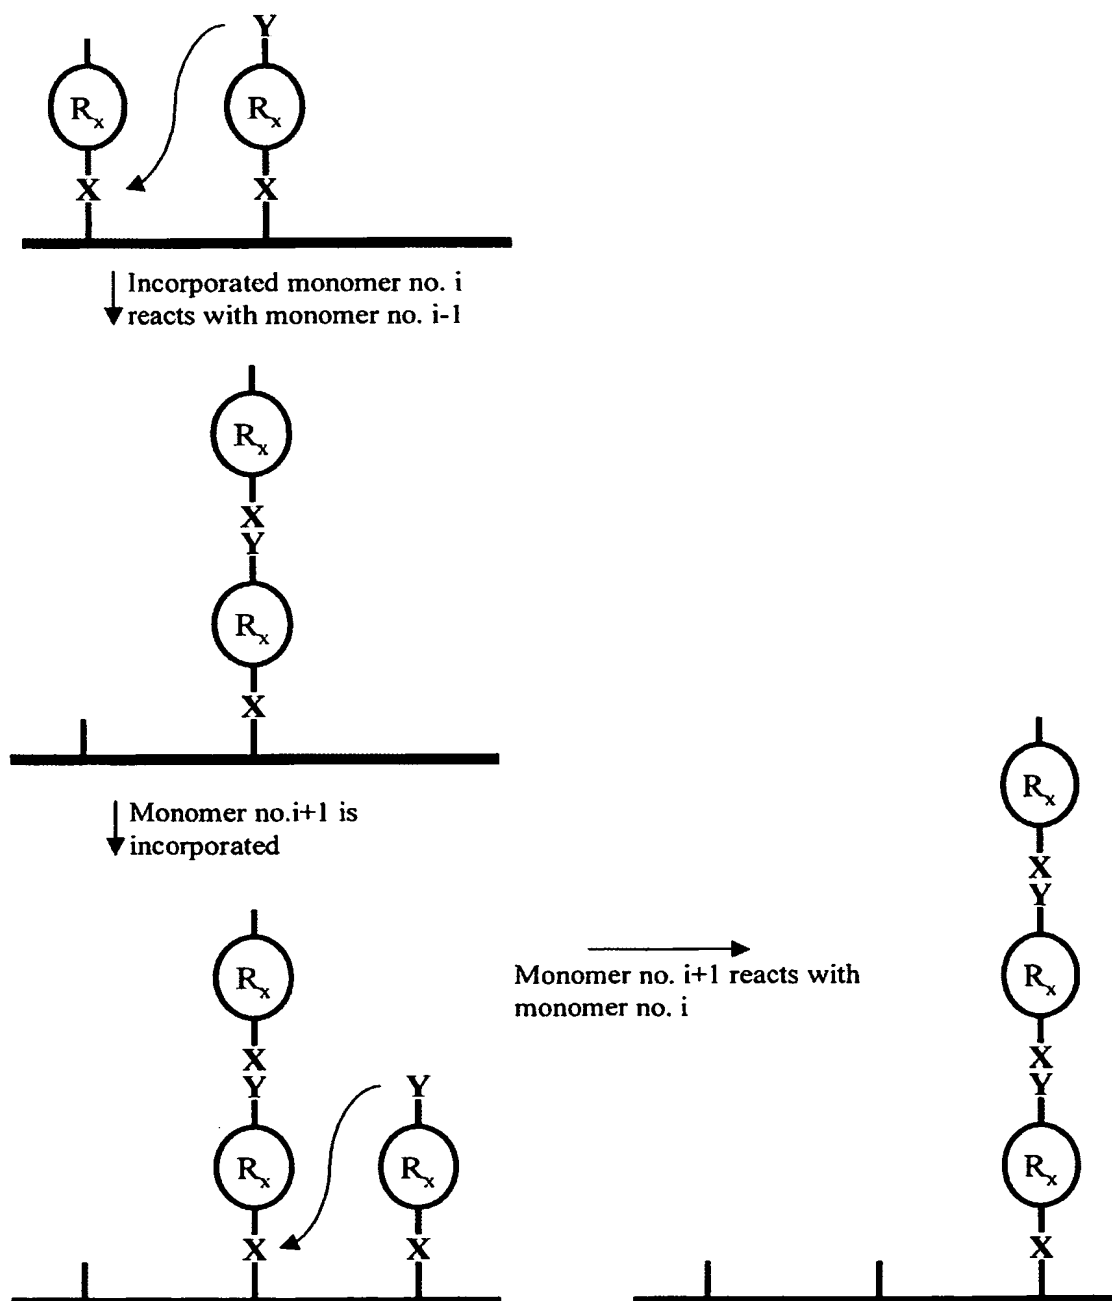 Y
Rx Rx
X X
Incorporated monomer no. i
reacts with monomer no. i-1
Rx
X
Y
Rx
X
Monomer no.i+1 is
incorporated
Rx
X
Y Y
Rx Rx
X X
Monomer no. i+1 reacts with
monomer no. i
Rx
X
Y
Rx
X
Y
Rx
X